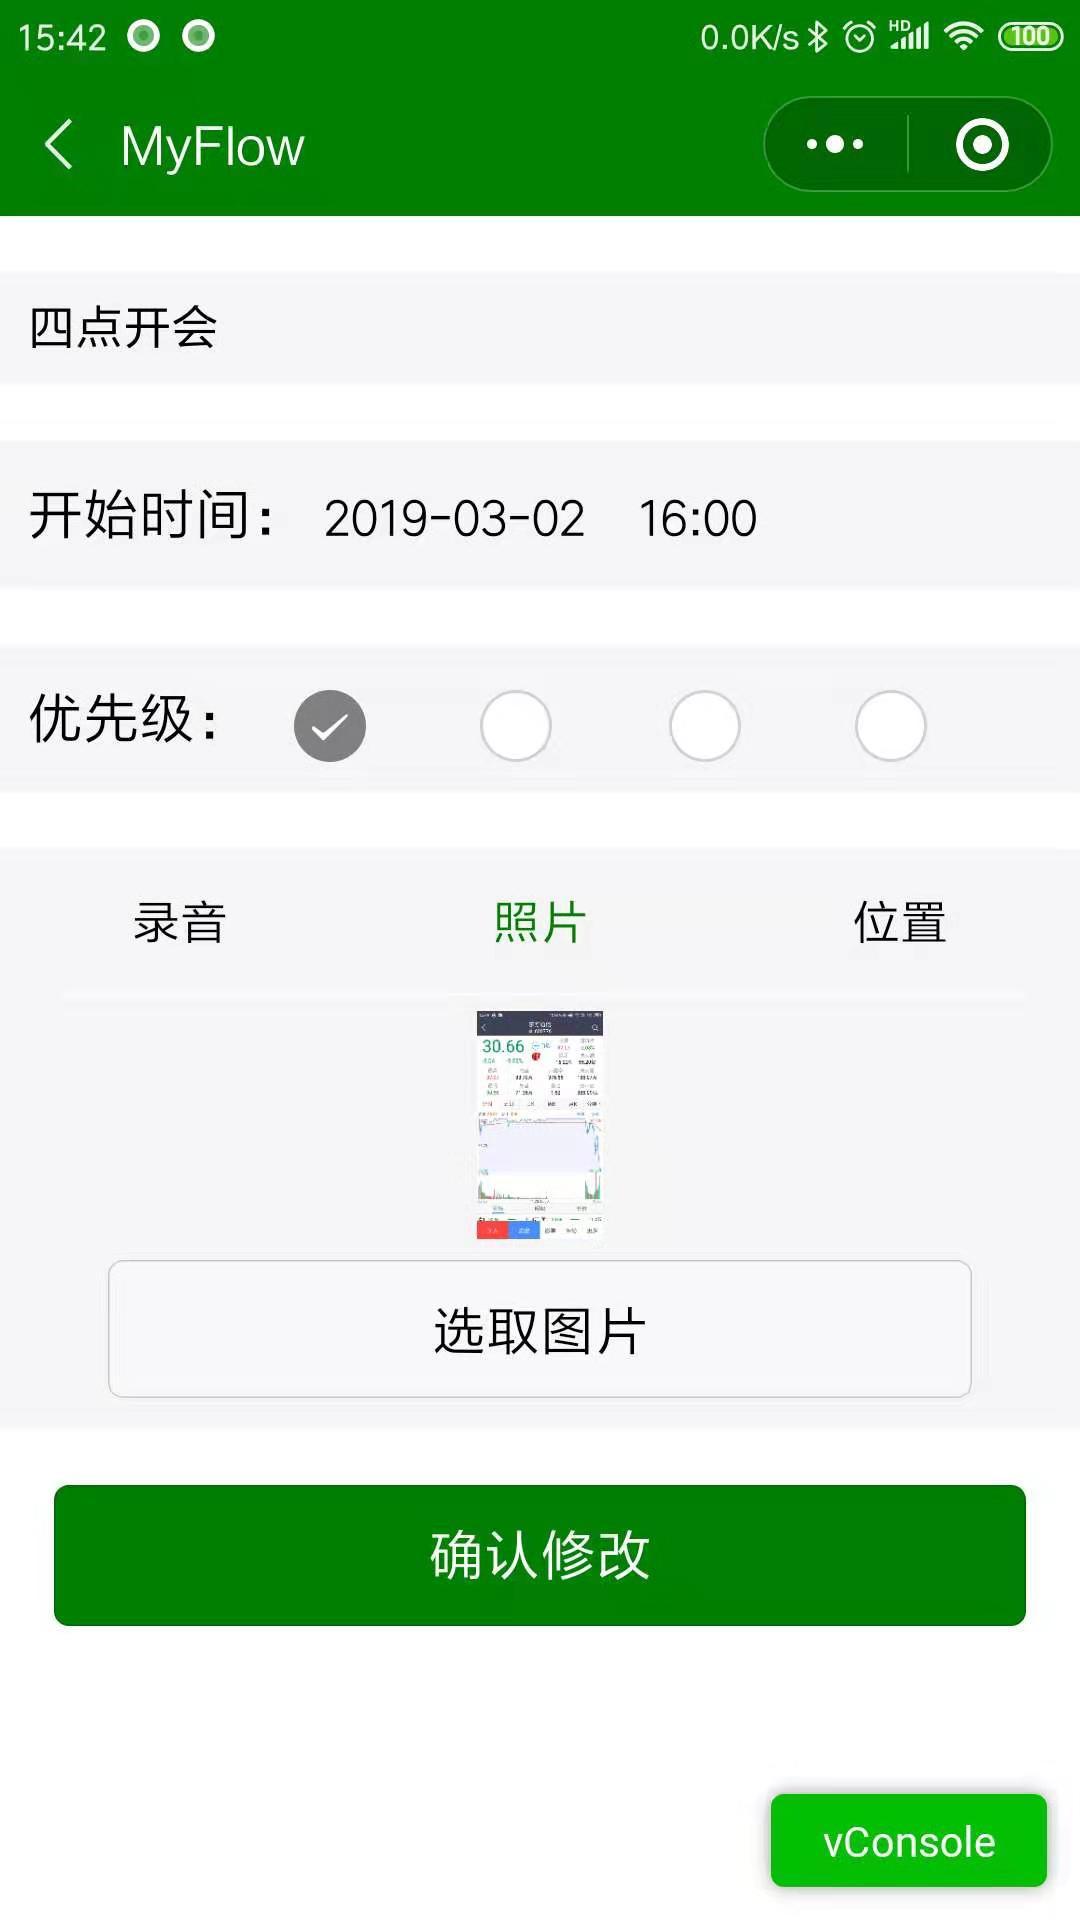 15:42 0.0K/s HD 100
MyFlow
四点开会
开始时间： 2019-03-02 16:00
优先级：
录音 照片 位置
30.66
选取图片
确认修改
vConsole